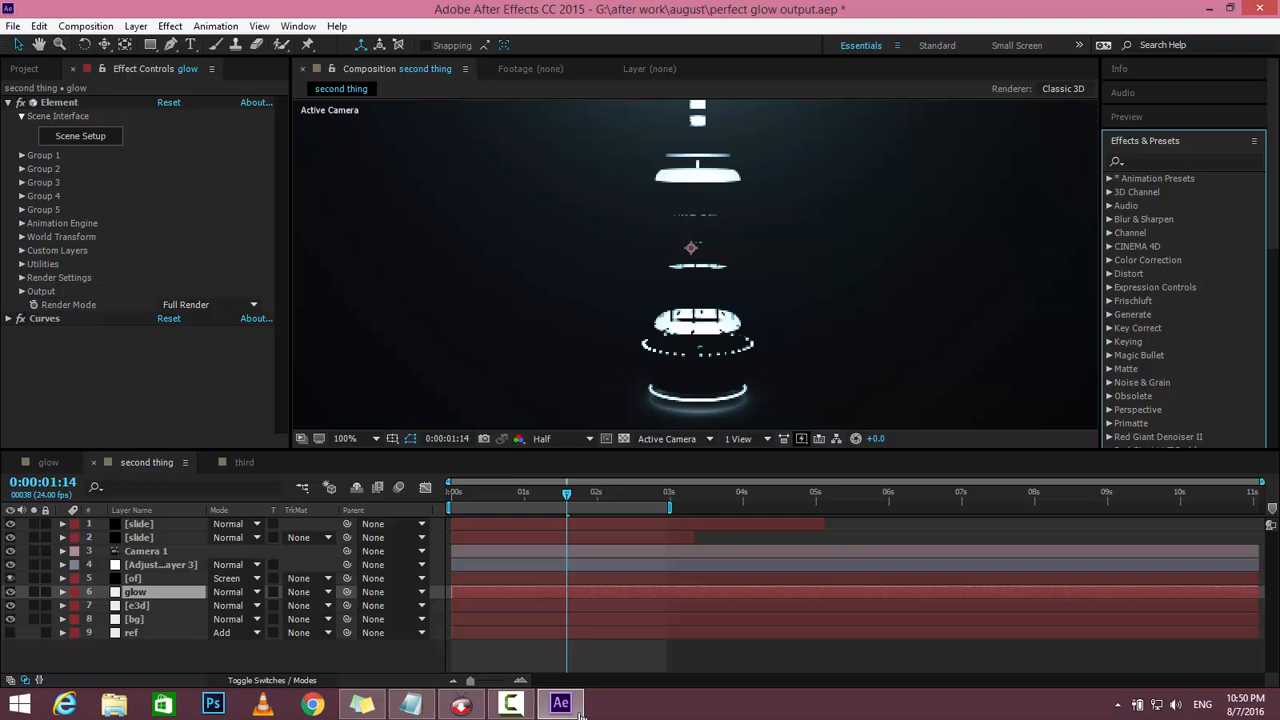 Adobe After Effects CC 2015 - G:\after work\august\perfect glow output.aep *
File Edit Composition Layer Effect Animation View Window Help
Snapping Essentials Standard Small Screen Search Help
Project Effect Controls glow Composition second thing Footage (none) Layer (none) Info
second thing • glow second thing Renderer: Classic 3D Audio
Element Reset About... Active Camera
Scene Interface Preview
Scene Setup Effects & Presets
Group 1
Group 2 * Animation Presets
Group 3 3D Channel
Group 4 Audio
Group 5 Blur & Sharpen
Animation Engine Channel
World Transform CINEMA 4D
Custom Layers Color Correction
Utilities Distort
Render Settings Expression Controls
Output Frischluft
Render Mode Full Render Generate
Curves Reset About... Key Correct
Keying
Magic Bullet
Matte
Noise & Grain
Obsolete
Perspective
Primatte
Red Giant Denoiser II
100% 0:00:01:14 Half Active Camera 1 View +0.0
glow second thing third
0:00:01:14
00038 (24.00 fps)
:00s 01s 02s 03s 04s 05s 06s 07s 08s 09s 10s 11s
# Layer Name Mode T TrkMat Parent
1 [slide] Normal None
2 [slide] Normal None None
3 Camera 1 None
4 [Adjust...ayer 3] Normal None
5 [of] Screen None None
6 glow Normal None None
7 [e3d] Normal None None
8 [bg] Normal None None
9 ref Add None None
Toggle Switches / Modes
Ps Ae ENG 10:50 PM
8/7/2016